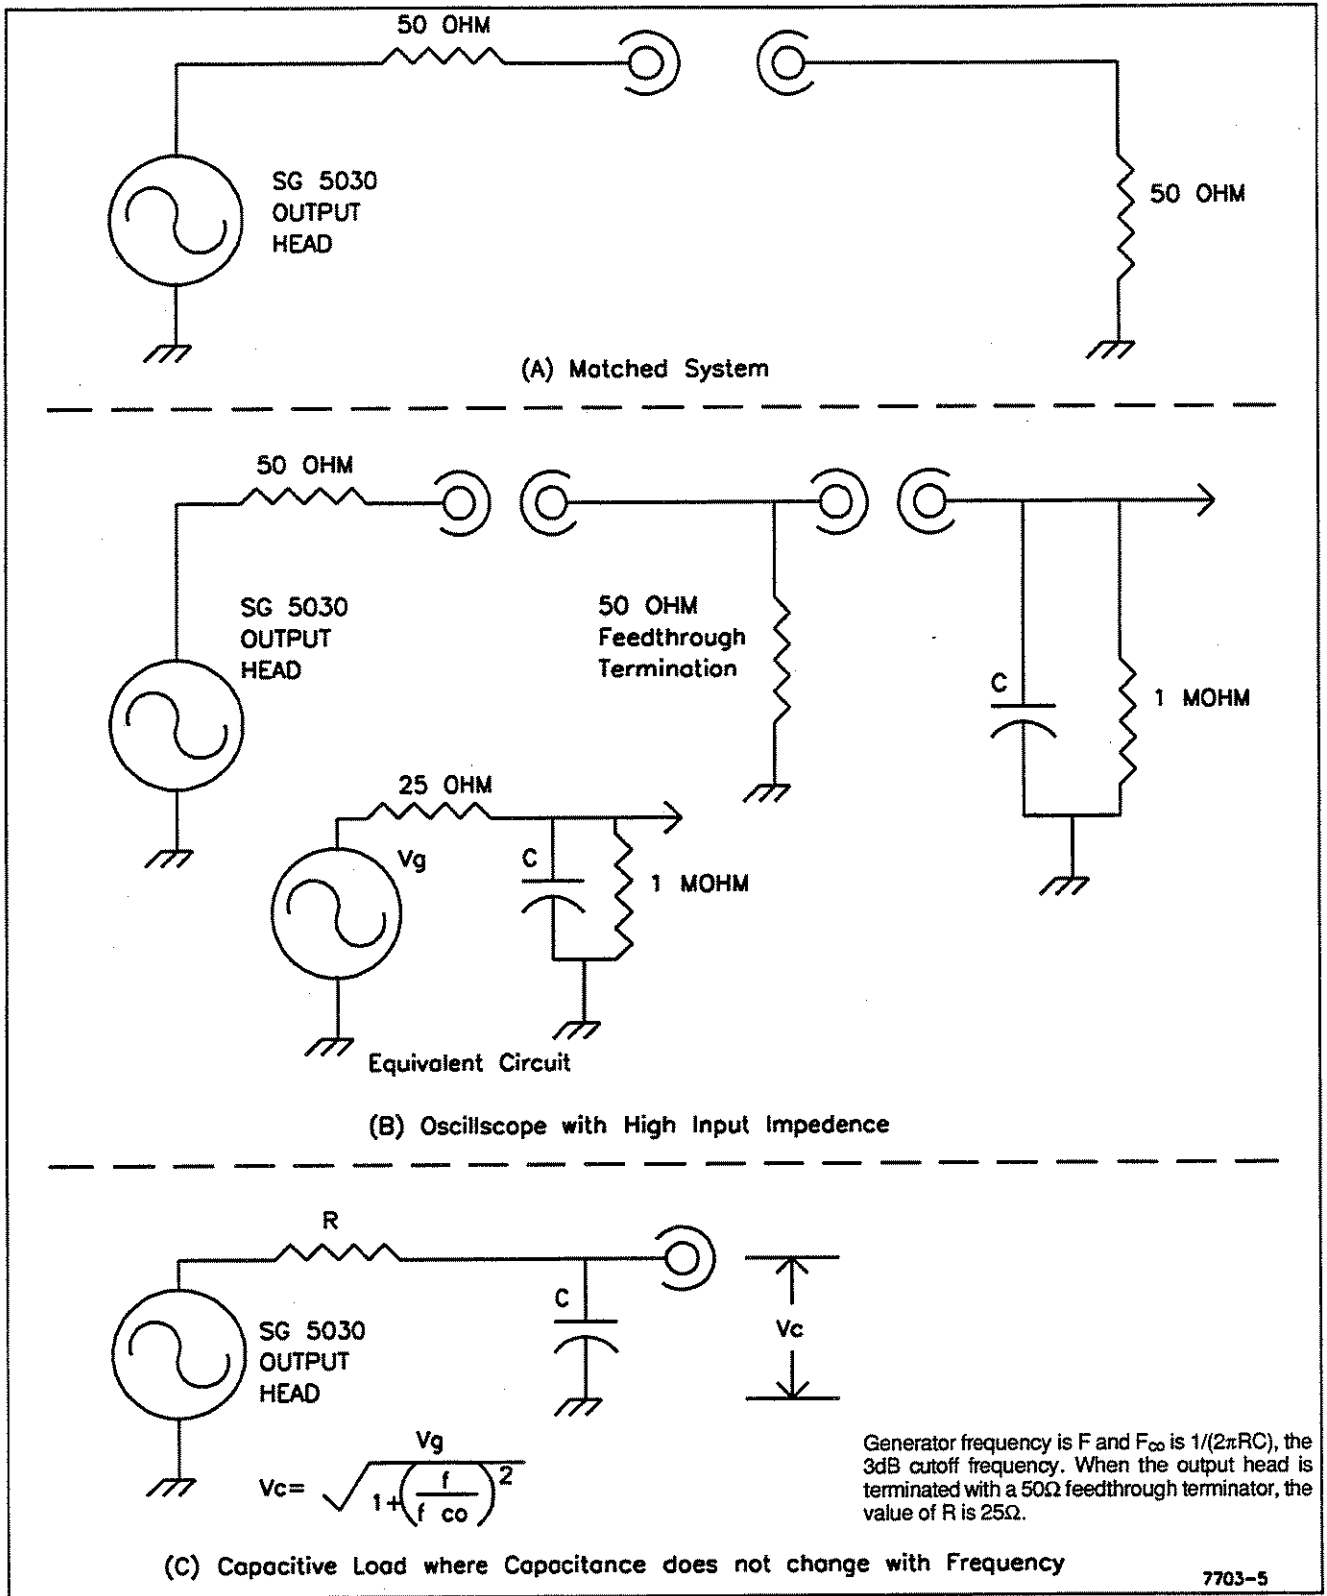 50 OHM
SG 5030
OUTPUT
HEAD
50 OHM
(A) Matched System
50 OHM
SG 5030
OUTPUT
HEAD
50 OHM
Feedthrough
Termination
C
1 MOHM
25 OHM
Vg
C
1 MOHM
Equivalent Circuit
(B) Oscillscope with High Input Impedence
R
SG 5030
OUTPUT
HEAD
C
Vc
Vc= Vg / √1+(f / f co)²
Generator frequency is F and F_co is 1/(2πRC), the
3dB cutoff frequency. When the output head is
terminated with a 50Ω feedthrough terminator, the
value of R is 25Ω.
(C) Capacitive Load where Capacitance does not change with Frequency
7703-5